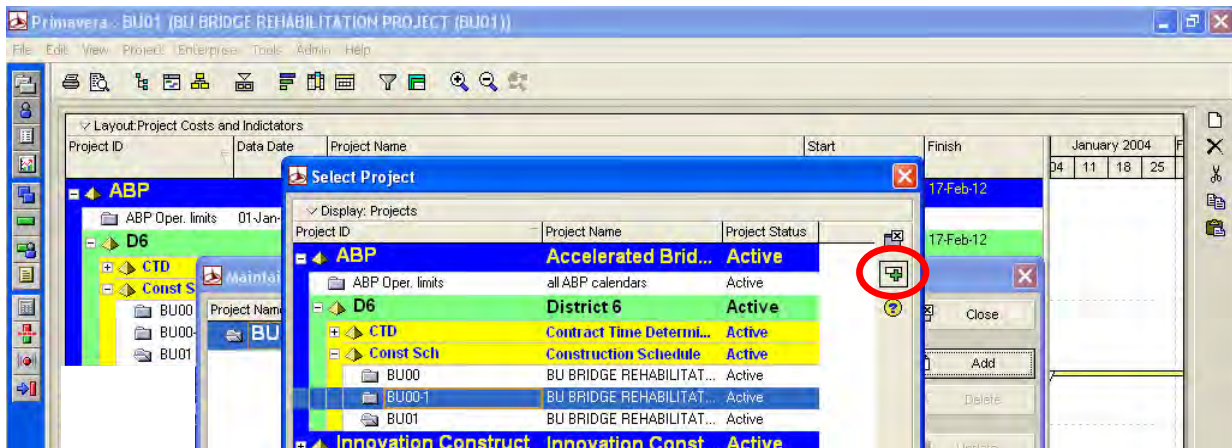 Primavera : BU01 (BU BRIDGE REHABILITATION PROJECT (BU01))
File Edit View Project Enterprise Tools Admin Help
Layout:Project Costs and Indictators
Project ID Data Date Project Name Start Finish January 2004 F
04 11 18 25
ABP 17-Feb-12
ABP Oper. limits 01-Jan-
D6 17-Feb-12
CTD
Const S
BU00
BU00-
BU01
Maintai
Project Nam
BU
Select Project
Display: Projects
Project ID Project Name Project Status
ABP Accelerated Brid... Active
ABP Oper. limits all ABP calendars Active
D6 District 6 Active
CTD Contract Time Determi... Active
Const Sch Construction Schedule Active
BU00 BU BRIDGE REHABILITAT... Active
BU00-1 BU BRIDGE REHABILITAT... Active
BU01 BU BRIDGE REHABILITAT... Active
Innovation Construct Innovation Const Active
Close
Add
Delete
Update